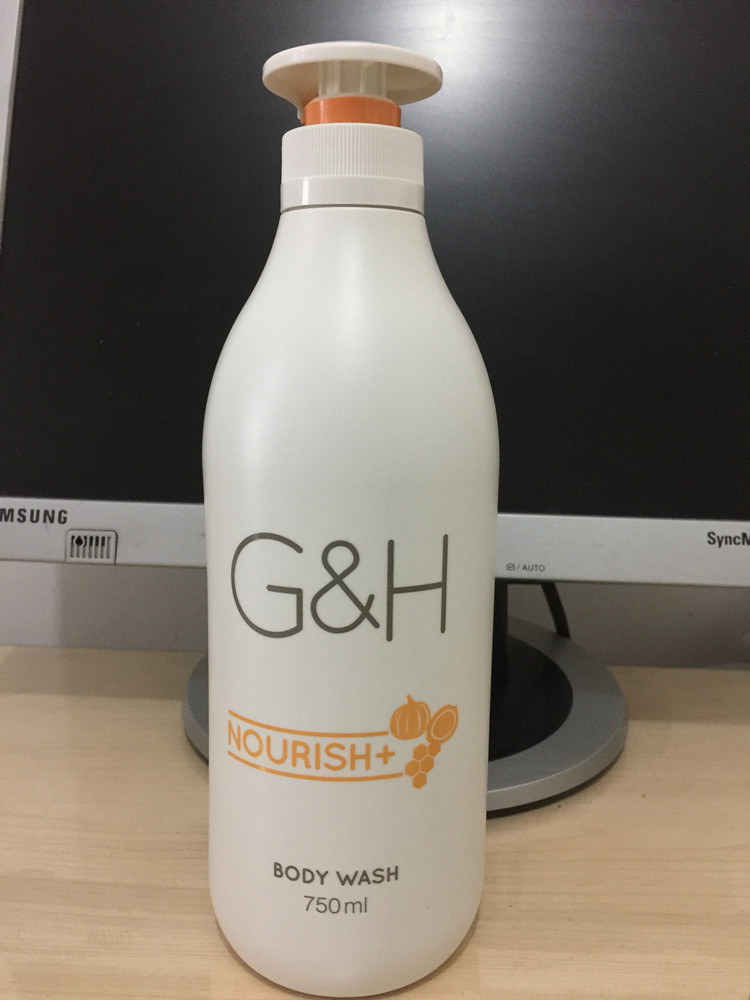 MSUNG
SyncM
/ AUTO
G&H
NOURISH+
BODY WASH
750ml